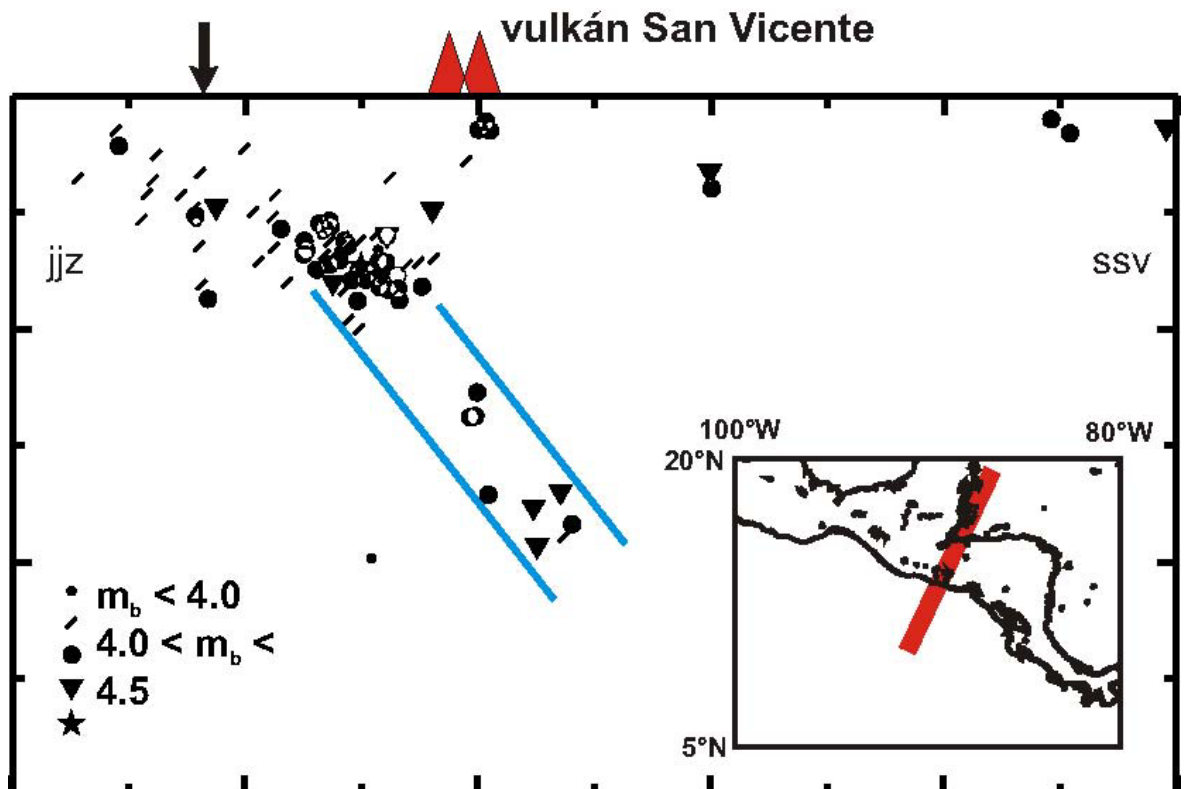 vulkán San Vicente
jjz
ssv
100°W
80°W
20°N
5°N
m_b < 4.0
4.0 < m_b <
4.5